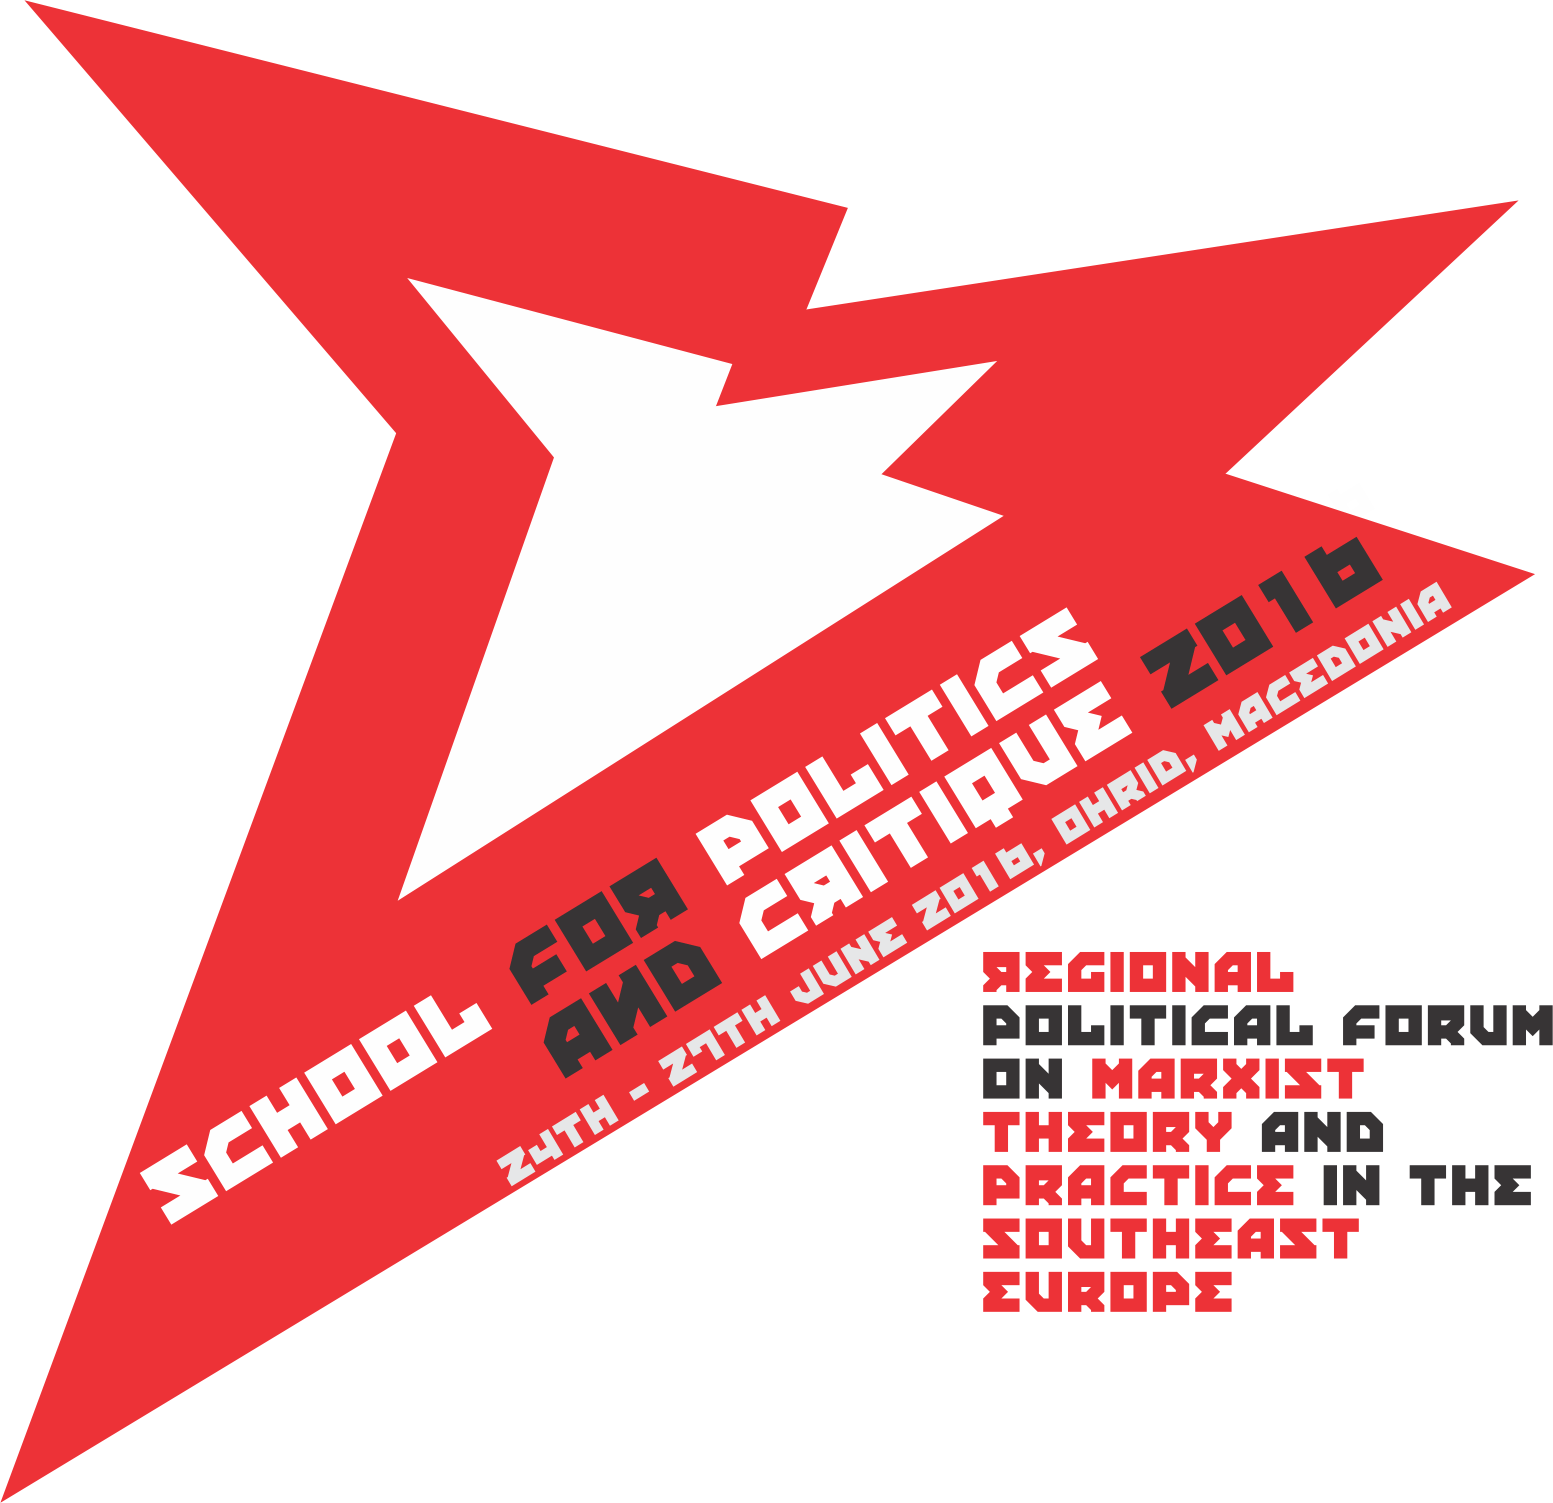 SCHOOL FOR POLITICS
AND CRITIQUE 2016
24TH - 27TH JUNE 2016, OHRID, MACEDONIA
REGIONAL
POLITICAL FORUM
ON MARXIST
THEORY AND
PRACTICE IN THE
SOUTHEAST
EUROPE